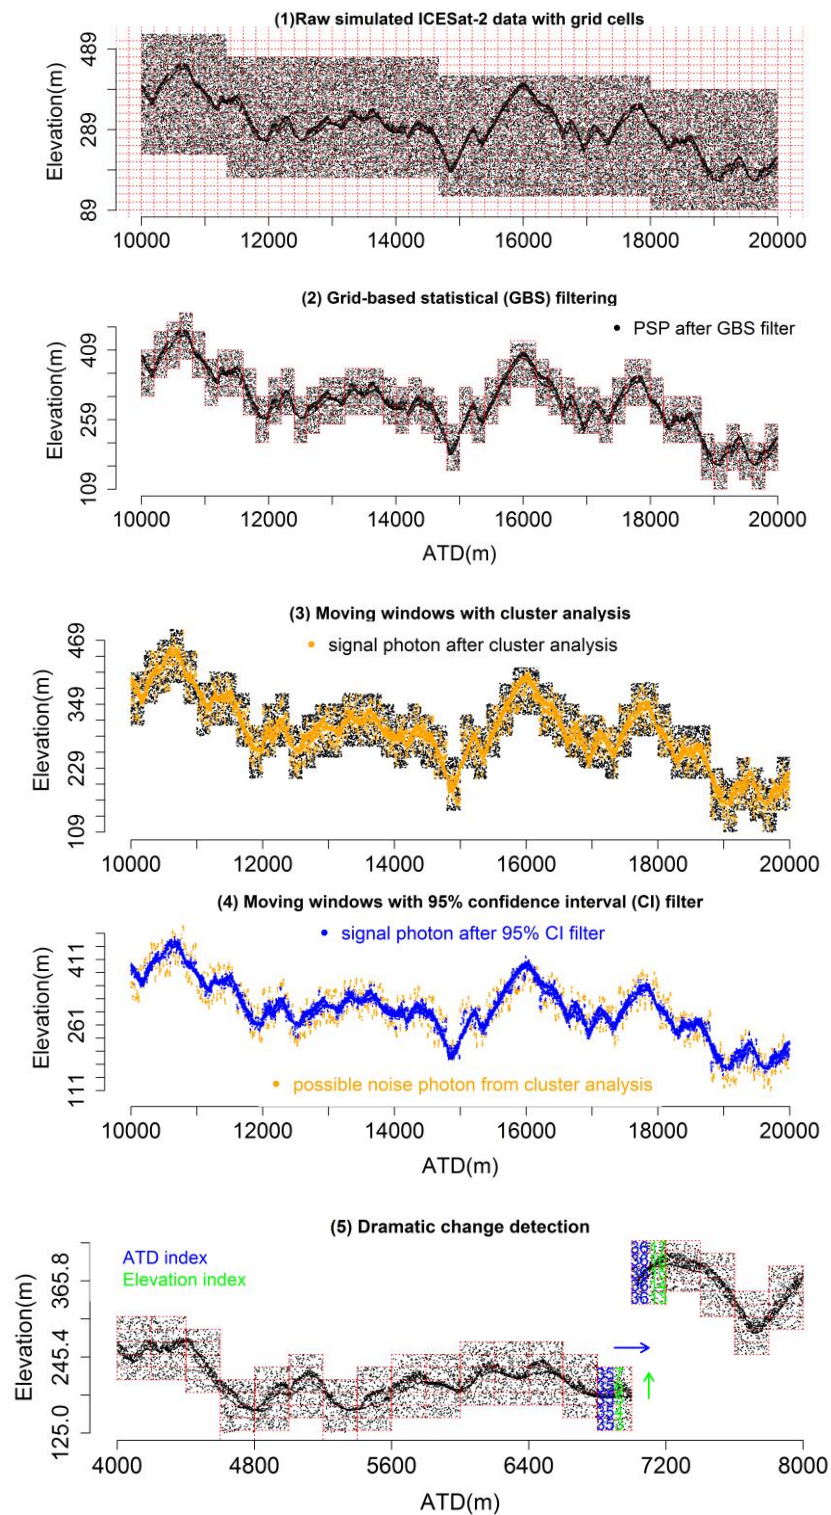 (1)Raw simulated ICESat-2 data with grid cells
Elevation(m)
489
289
89
10000 12000 14000 16000 18000 20000
(2) Grid-based statistical (GBS) filtering
PSP after GBS filter
Elevation(m)
409
259
109
10000 12000 14000 16000 18000 20000
ATD(m)
(3) Moving windows with cluster analysis
signal photon after cluster analysis
Elevation(m)
469
349
229
109
10000 12000 14000 16000 18000 20000
(4) Moving windows with 95% confidence interval (CI) filter
signal photon after 95% CI filter
Elevation(m)
411
261
111
possible noise photon from cluster analysis
10000 12000 14000 16000 18000 20000
ATD(m)
(5) Dramatic change detection
ATD index
Elevation index
Elevation(m)
365.8
245.4
125.0
36
36
35
35
4000 4800 5600 6400 7200 8000
ATD(m)